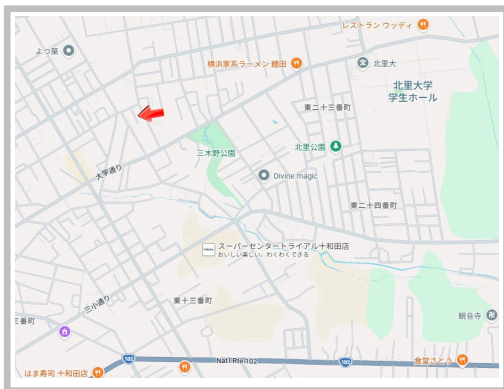 レストラン ウッディ
よつ葉
横浜家系ラーメン 麺田
北里大
北里大学
学生ホール
東二十三番町
三木野公園
北里公園
大学通り
Divine magic
東二十四番町
スーパーセンタートライアル十和田店
おいしい楽しい、わくわくできる
三小通り
東十三番町
三番町
観音寺
102
Nat'l Rte 102
102
食堂さとう
はま寿司 十和田店